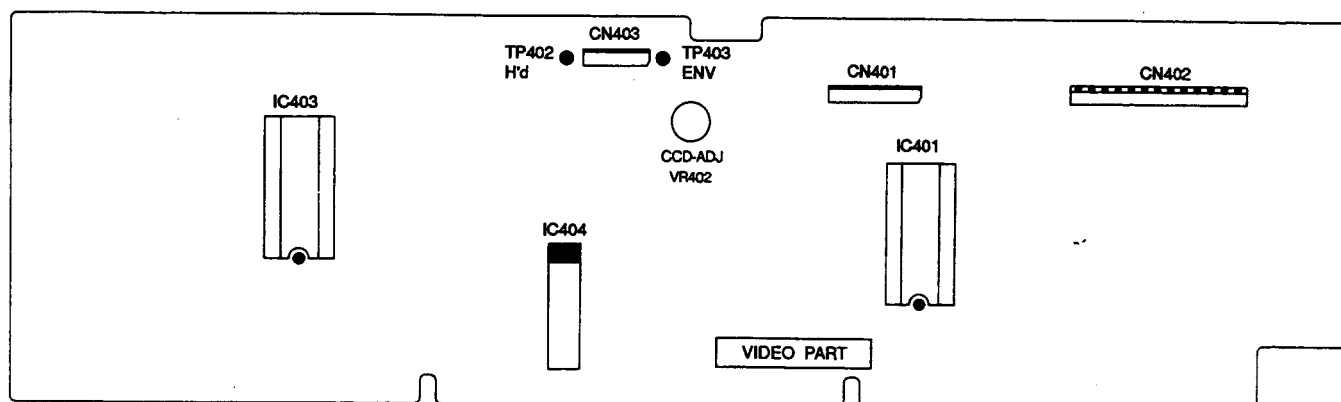 CN403
TP402
H'd
TP403
ENV
CN401
CN402
IC403
CCD-ADJ
VR402
IC401
IC404
VIDEO PART